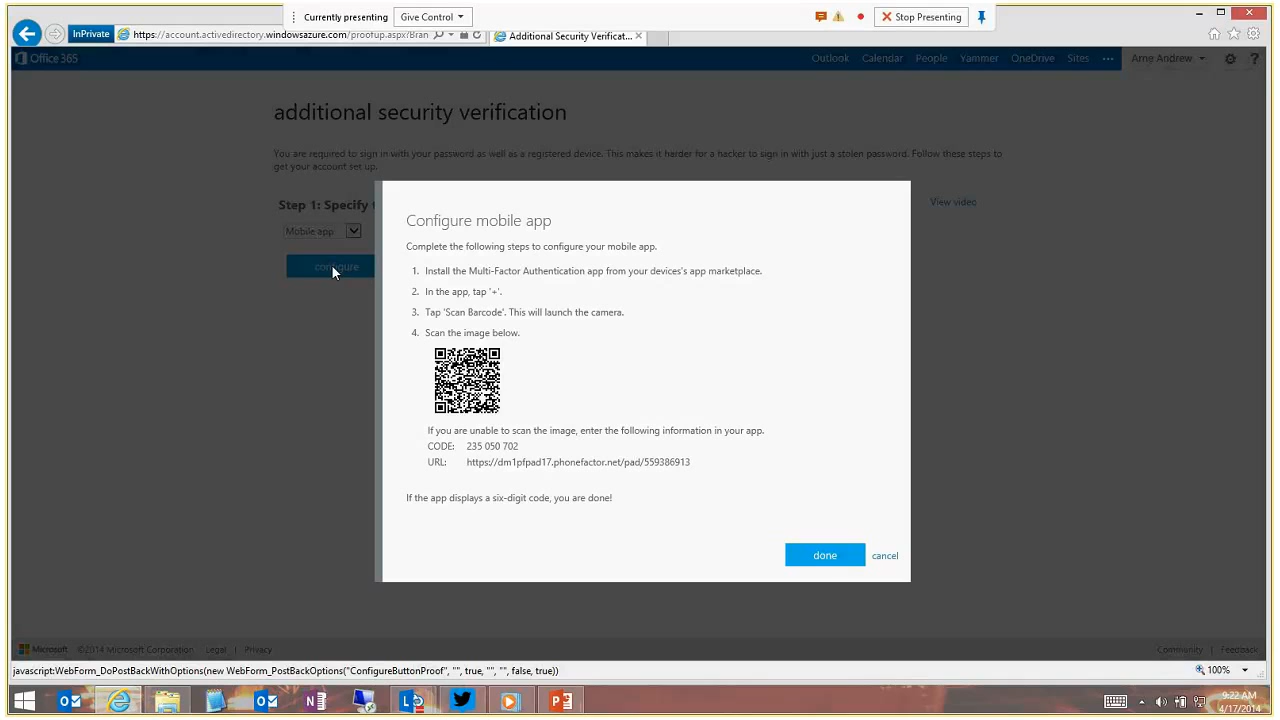 Currently presenting
Give Control
Stop Presenting
InPrivate
https://account.activedirectory.windowsazure.com/proofup.aspx?Bran
Additional Security Verificat...
Office 365
Outlook Calendar People Yammer OneDrive Sites ... Arne Andrew ?
additional security verification
You are required to sign in with your password as well as a registered device. This makes it harder for a hacker to sign in with just a stolen password. Follow these steps to
get your account set up.
Step 1: Specify
View video
Mobile app
configure
Configure mobile app
Complete the following steps to configure your mobile app.
1. Install the Multi-Factor Authentication app from your devices's app marketplace.
2. In the app, tap '+'.
3. Tap 'Scan Barcode'. This will launch the camera.
4. Scan the image below.
If you are unable to scan the image, enter the following information in your app.
CODE: 235 050 702
URL: https://dm1pfpad17.phonefactor.net/pad/559386913
If the app displays a six-digit code, you are done!
done
cancel
Microsoft ©2014 Microsoft Corporation Legal | Privacy
Community | Feedback
javascript:WebForm_DoPostBackWithOptions(new WebForm_PostBackOptions("ConfigureButtonProof", "", true, "", "", false, true))
100%
9:22 AM
4/17/2014